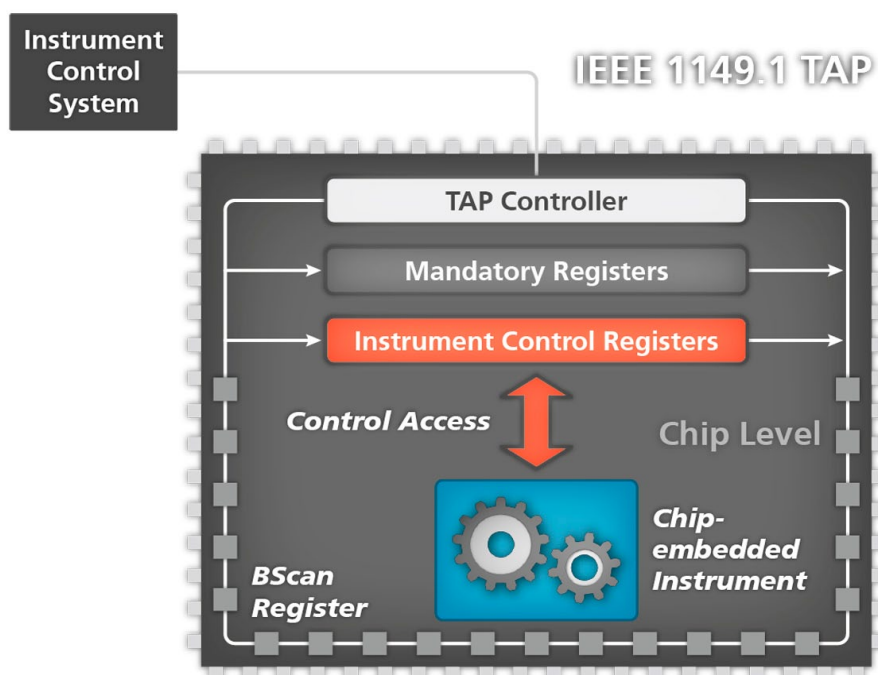 Instrument
Control
System
IEEE 1149.1 TAP
TAP Controller
Mandatory Registers
Instrument Control Registers
Control Access
Chip Level
Chip-
embedded
Instrument
BScan
Register